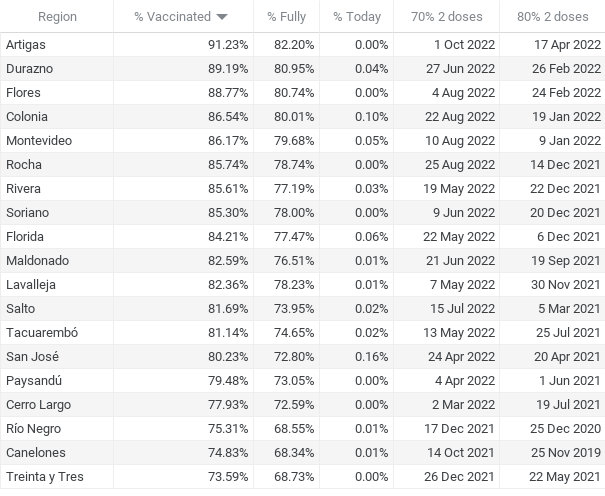 Region % Vaccinated % Fully % Today 70% 2 doses 80% 2 doses
Artigas 91.23% 82.20% 0.00% 1 Oct 2022 17 Apr 2022
Durazno 89.19% 80.95% 0.04% 27 Jun 2022 26 Feb 2022
Flores 88.77% 80.74% 0.00% 4 Aug 2022 24 Feb 2022
Colonia 86.54% 80.01% 0.10% 22 Aug 2022 19 Jan 2022
Montevideo 86.17% 79.68% 0.05% 10 Aug 2022 9 Jan 2022
Rocha 85.74% 78.74% 0.00% 25 Aug 2022 14 Dec 2021
Rivera 85.61% 77.19% 0.03% 19 May 2022 22 Dec 2021
Soriano 85.30% 78.00% 0.00% 9 Jun 2022 20 Dec 2021
Florida 84.21% 77.47% 0.06% 22 May 2022 6 Dec 2021
Maldonado 82.59% 76.51% 0.01% 21 Jun 2022 19 Sep 2021
Lavalleja 82.36% 78.23% 0.01% 7 May 2022 30 Nov 2021
Salto 81.69% 73.95% 0.02% 15 Jul 2022 5 Mar 2021
Tacuarembó 81.14% 74.65% 0.02% 13 May 2022 25 Jul 2021
San José 80.23% 72.80% 0.16% 24 Apr 2022 20 Apr 2021
Paysandú 79.48% 73.05% 0.00% 4 Apr 2022 1 Jun 2021
Cerro Largo 77.93% 72.59% 0.00% 2 Mar 2022 19 Jul 2021
Río Negro 75.31% 68.55% 0.01% 17 Dec 2021 25 Dec 2020
Canelones 74.83% 68.34% 0.01% 14 Oct 2021 25 Nov 2019
Treinta y Tres 73.59% 68.73% 0.00% 26 Dec 2021 22 May 2021